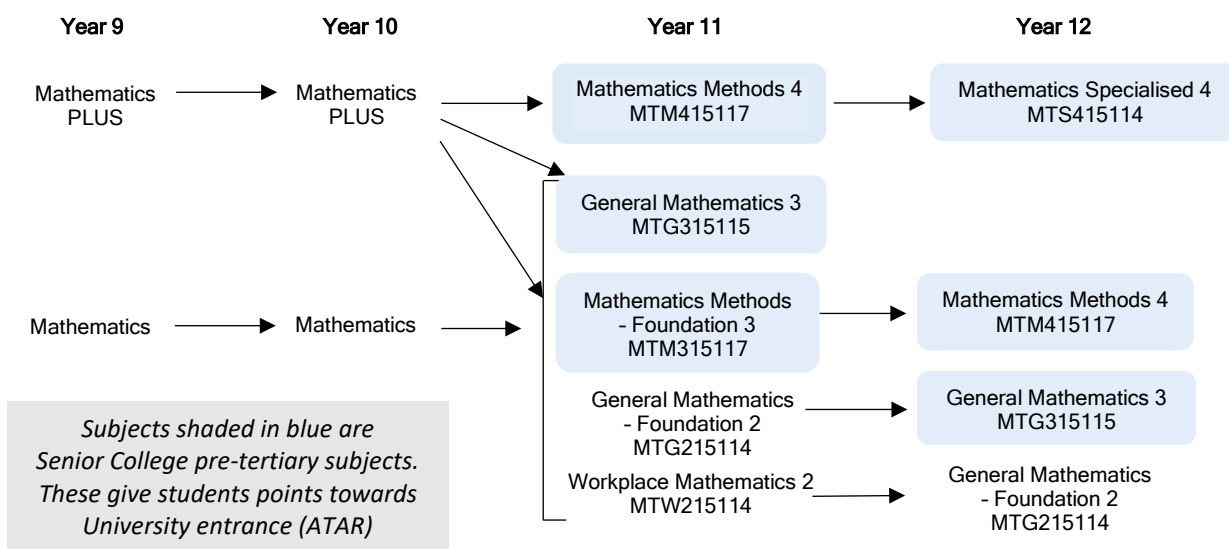 Year 9
Year 10
Year 11
Year 12
Mathematics
PLUS
Mathematics
PLUS
Mathematics Methods 4
MTM415117
Mathematics Specialised 4
MTS415114
General Mathematics 3
MTG315115
Mathematics
Mathematics
Mathematics Methods
- Foundation 3
MTM315117
Mathematics Methods 4
MTM415117
General Mathematics
- Foundation 2
MTG215114
General Mathematics 3
MTG315115
Workplace Mathematics 2
MTW215114
General Mathematics
- Foundation 2
MTG215114
Subjects shaded in blue are
Senior College pre-tertiary subjects.
These give students points towards
University entrance (ATAR)